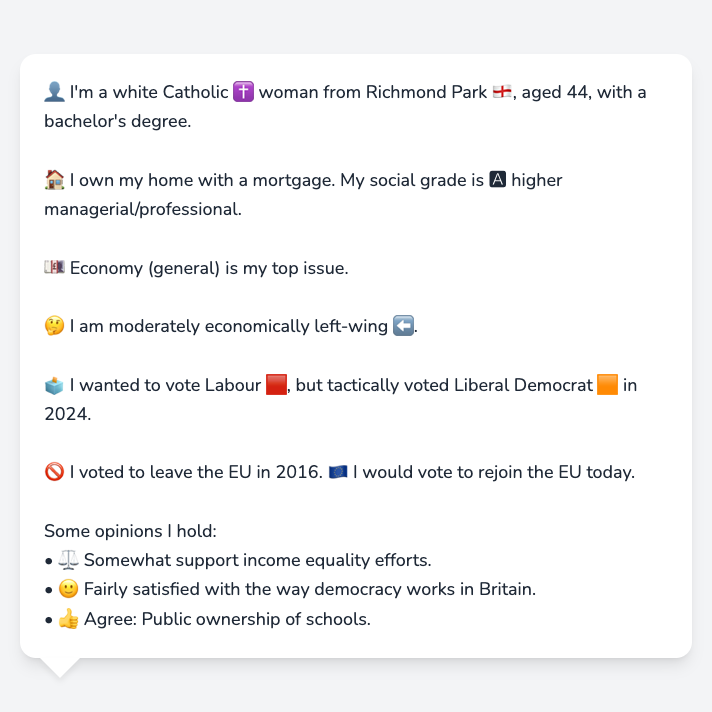 👤 I'm a white Catholic ✝️ woman from Richmond Park 🏴󠁧󠁢󠁥󠁮󠁧󠁿, aged 44, with a
bachelor's degree.
🏠 I own my home with a mortgage. My social grade is 🅰 higher
managerial/professional.
💷 Economy (general) is my top issue.
🤔 I am moderately economically left-wing ⬅️.
🗳️ I wanted to vote Labour 🟥, but tactically voted Liberal Democrat 🟧 in
2024.
🚫 I voted to leave the EU in 2016. 🇪🇺 I would vote to rejoin the EU today.
Some opinions I hold:
• ⚖️ Somewhat support income equality efforts.
• 🙂 Fairly satisfied with the way democracy works in Britain.
• 👍 Agree: Public ownership of schools.